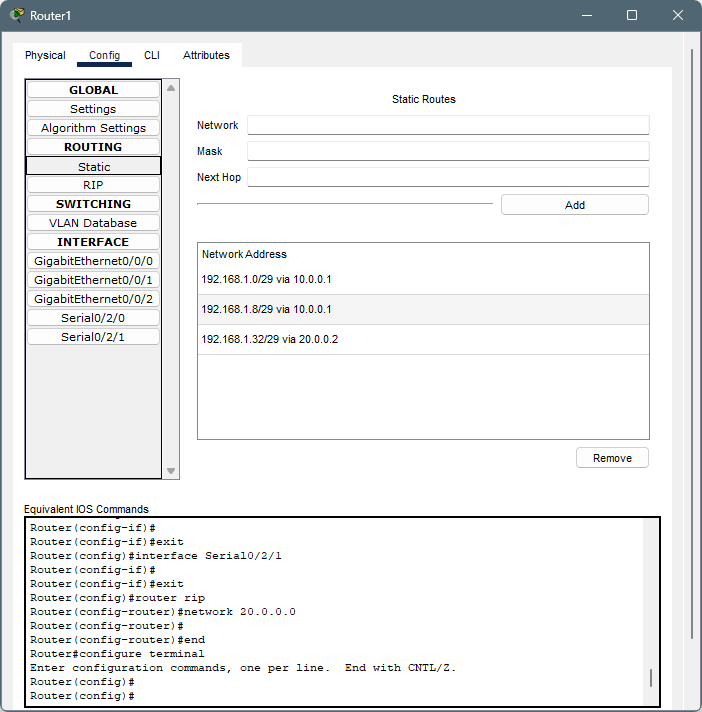 Router1
Physical Config CLI Attributes
GLOBAL
Settings
Algorithm Settings
ROUTING
Static
RIP
SWITCHING
VLAN Database
INTERFACE
GigabitEthernet0/0/0
GigabitEthernet0/0/1
GigabitEthernet0/0/2
Serial0/2/0
Serial0/2/1
Static Routes
Network
Mask
Next Hop
Add
Network Address
192.168.1.0/29 via 10.0.0.1
192.168.1.8/29 via 10.0.0.1
192.168.1.32/29 via 20.0.0.2
Remove
Equivalent IOS Commands
Router(config-if)#
Router(config-if)#exit
Router(config)#interface Serial0/2/1
Router(config-if)#
Router(config-if)#exit
Router(config)#router rip
Router(config-router)#network 20.0.0.0
Router(config-router)#
Router(config-router)#end
Router#configure terminal
Enter configuration commands, one per line.  End with CNTL/Z.
Router(config)#
Router(config)#